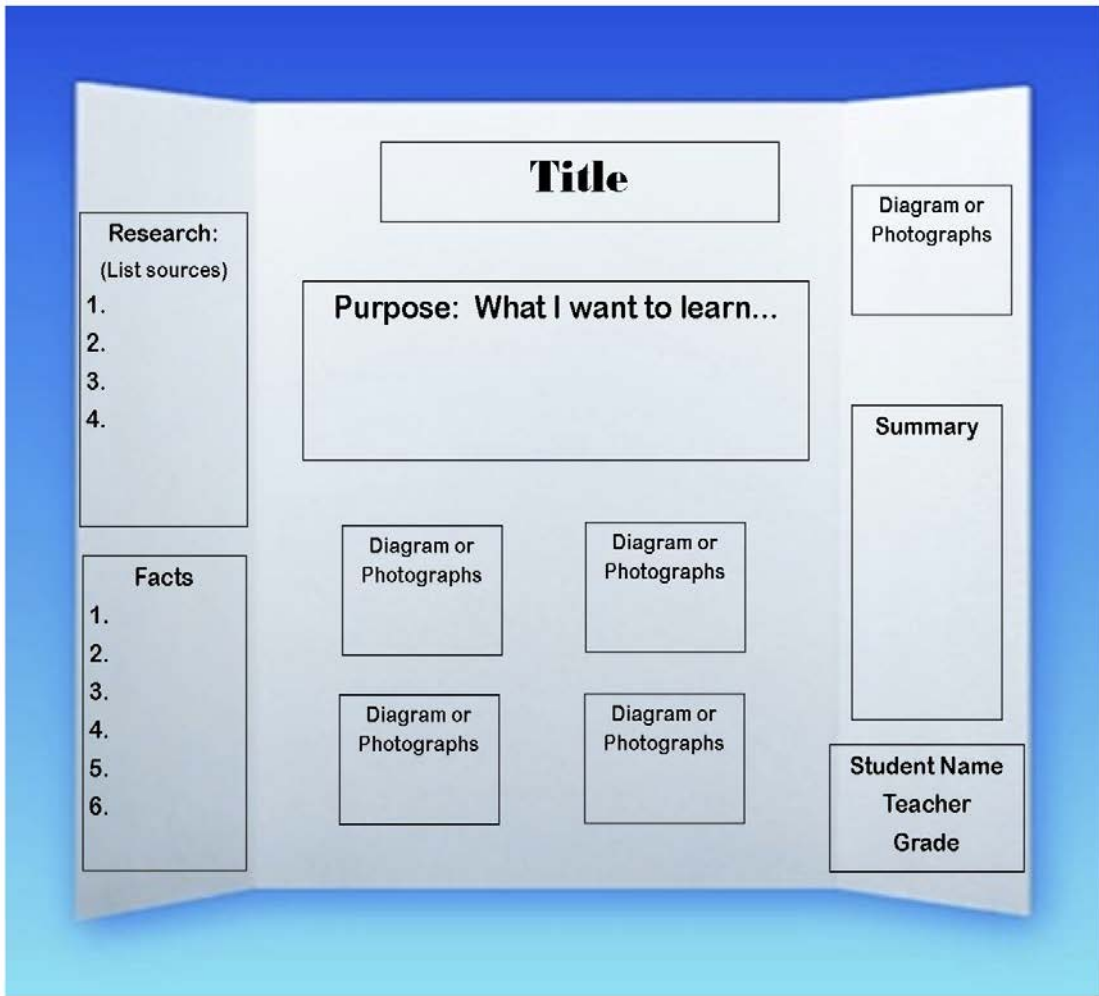 Title
Research:
(List sources)
1.
2.
3.
4.
Facts
1.
2.
3.
4.
5.
6.
Purpose:  What I want to learn...
Diagram or
Photographs
Diagram or
Photographs
Diagram or
Photographs
Diagram or
Photographs
Diagram or
Photographs
Summary
Student Name
Teacher
Grade